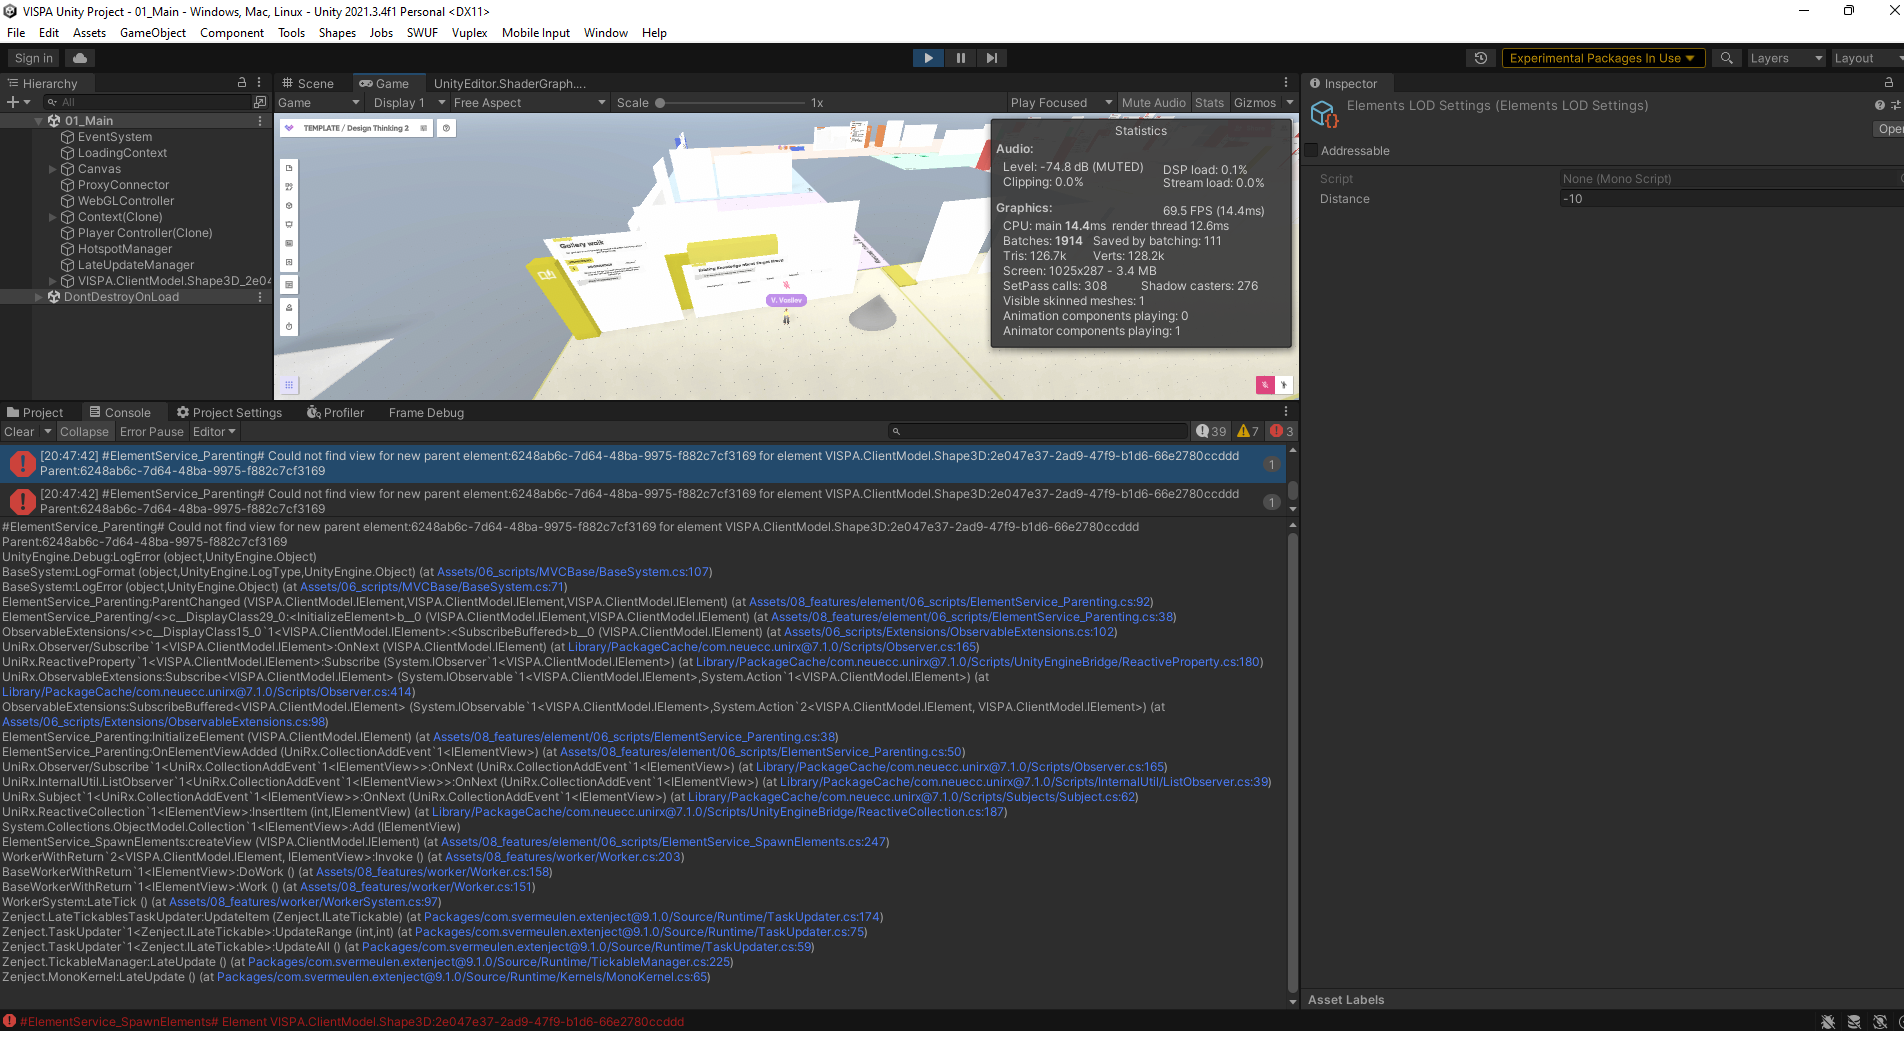 VISPA Unity Project - 01_Main - Windows, Mac, Linux - Unity 2021.3.4f1 Personal <DX11>
File Edit Assets GameObject Component Tools Shapes Jobs SWUF Vuplex Mobile Input Window Help
Sign in
Experimental Packages In Use
Layers
Layout
Hierarchy
All
01_Main
EventSystem
LoadingContext
Canvas
ProxyConnector
WebGLController
Context(Clone)
Player Controller(Clone)
HotspotManager
LateUpdateManager
VISPA.ClientModel.Shape3D_2e04
DontDestroyOnLoad
Scene Game UnityEditor.ShaderGraph....
Game Display 1 Free Aspect Scale 1x Play Focused Mute Audio Stats Gizmos
TEMPLATE / Design Thinking 2
Gallery walk
V. Vasilev
Statistics
Audio:
Level: -74.8 dB (MUTED) DSP load: 0.1%
Clipping: 0.0% Stream load: 0.0%
Graphics: 69.5 FPS (14.4ms)
CPU: main 14.4ms render thread 12.6ms
Batches: 1914 Saved by batching: 111
Tris: 126.7k Verts: 128.2k
Screen: 1025x287 - 3.4 MB
SetPass calls: 308 Shadow casters: 276
Visible skinned meshes: 1
Animation components playing: 0
Animator components playing: 1
Inspector
Elements LOD Settings (Elements LOD Settings)
Open
Addressable
Script None (Mono Script)
Distance -10
Asset Labels
Project Console Project Settings Profiler Frame Debug
Clear Collapse Error Pause Editor 39 7 3
[20:47:42] #ElementService_Parenting# Could not find view for new parent element:6248ab6c-7d64-48ba-9975-f882c7cf3169 for element VISPA.ClientModel.Shape3D:2e047e37-2ad9-47f9-b1d6-66e2780ccddd
Parent:6248ab6c-7d64-48ba-9975-f882c7cf3169
1
[20:47:42] #ElementService_Parenting# Could not find view for new parent element:6248ab6c-7d64-48ba-9975-f882c7cf3169 for element VISPA.ClientModel.Shape3D:2e047e37-2ad9-47f9-b1d6-66e2780ccddd
Parent:6248ab6c-7d64-48ba-9975-f882c7cf3169
1
#ElementService_Parenting# Could not find view for new parent element:6248ab6c-7d64-48ba-9975-f882c7cf3169 for element VISPA.ClientModel.Shape3D:2e047e37-2ad9-47f9-b1d6-66e2780ccddd
Parent:6248ab6c-7d64-48ba-9975-f882c7cf3169
UnityEngine.Debug:LogError (object,UnityEngine.Object)
BaseSystem:LogFormat (object,UnityEngine.LogType,UnityEngine.Object) (at Assets/06_scripts/MVCBase/BaseSystem.cs:107)
BaseSystem:LogError (object,UnityEngine.Object) (at Assets/06_scripts/MVCBase/BaseSystem.cs:71)
ElementService_Parenting:ParentChanged (VISPA.ClientModel.IElement,VISPA.ClientModel.IElement,VISPA.ClientModel.IElement) (at Assets/08_features/element/06_scripts/ElementService_Parenting.cs:92)
ElementService_Parenting/<>c__DisplayClass29_0:<InitializeElement>b__0 (VISPA.ClientModel.IElement,VISPA.ClientModel.IElement) (at Assets/08_features/element/06_scripts/ElementService_Parenting.cs:38)
ObservableExtensions/<>c__DisplayClass15_0`1<VISPA.ClientModel.IElement>:<SubscribeBuffered>b__0 (VISPA.ClientModel.IElement) (at Assets/06_scripts/Extensions/ObservableExtensions.cs:102)
UniRx.Observer/Subscribe`1<VISPA.ClientModel.IElement>:OnNext (VISPA.ClientModel.IElement) (at Library/PackageCache/com.neuecc.unirx@7.1.0/Scripts/Observer.cs:165)
UniRx.ReactiveProperty`1<VISPA.ClientModel.IElement>:Subscribe (System.IObserver`1<VISPA.ClientModel.IElement>) (at Library/PackageCache/com.neuecc.unirx@7.1.0/Scripts/UnityEngineBridge/ReactiveProperty.cs:180)
UniRx.ObservableExtensions:Subscribe<VISPA.ClientModel.IElement> (System.IObservable`1<VISPA.ClientModel.IElement>,System.Action`1<VISPA.ClientModel.IElement>) (at
Library/PackageCache/com.neuecc.unirx@7.1.0/Scripts/Observer.cs:414)
ObservableExtensions:SubscribeBuffered<VISPA.ClientModel.IElement> (System.IObservable`1<VISPA.ClientModel.IElement>,System.Action`2<VISPA.ClientModel.IElement, VISPA.ClientModel.IElement>) (at
Assets/06_scripts/Extensions/ObservableExtensions.cs:98)
ElementService_Parenting:InitializeElement (VISPA.ClientModel.IElement) (at Assets/08_features/element/06_scripts/ElementService_Parenting.cs:38)
ElementService_Parenting:OnElementViewAdded (UniRx.CollectionAddEvent`1<IElementView>) (at Assets/08_features/element/06_scripts/ElementService_Parenting.cs:50)
UniRx.Observer/Subscribe`1<UniRx.CollectionAddEvent`1<IElementView>>:OnNext (UniRx.CollectionAddEvent`1<IElementView>) (at Library/PackageCache/com.neuecc.unirx@7.1.0/Scripts/Observer.cs:165)
UniRx.InternalUtil.ListObserver`1<UniRx.CollectionAddEvent`1<IElementView>>:OnNext (UniRx.CollectionAddEvent`1<IElementView>) (at Library/PackageCache/com.neuecc.unirx@7.1.0/Scripts/InternalUtil/ListObserver.cs:39)
UniRx.Subject`1<UniRx.CollectionAddEvent`1<IElementView>>:OnNext (UniRx.CollectionAddEvent`1<IElementView>) (at Library/PackageCache/com.neuecc.unirx@7.1.0/Scripts/Subjects/Subject.cs:62)
UniRx.ReactiveCollection`1<IElementView>:InsertItem (int,IElementView) (at Library/PackageCache/com.neuecc.unirx@7.1.0/Scripts/UnityEngineBridge/ReactiveCollection.cs:187)
System.Collections.ObjectModel.Collection`1<IElementView>:Add (IElementView)
ElementService_SpawnElements:createView (VISPA.ClientModel.IElement) (at Assets/08_features/element/06_scripts/ElementService_SpawnElements.cs:247)
WorkerWithReturn`2<VISPA.ClientModel.IElement, IElementView>:Invoke () (at Assets/08_features/worker/Worker.cs:203)
BaseWorkerWithReturn`1<IElementView>:DoWork () (at Assets/08_features/worker/Worker.cs:158)
BaseWorkerWithReturn`1<IElementView>:Work () (at Assets/08_features/worker/Worker.cs:151)
WorkerSystem:LateTick () (at Assets/08_features/worker/WorkerSystem.cs:97)
Zenject.LateTickablesTaskUpdater:UpdateItem (Zenject.ILateTickable) (at Packages/com.svermeulen.extenject@9.1.0/Source/Runtime/TaskUpdater.cs:174)
Zenject.TaskUpdater`1<Zenject.ILateTickable>:UpdateRange (int,int) (at Packages/com.svermeulen.extenject@9.1.0/Source/Runtime/TaskUpdater.cs:75)
Zenject.TaskUpdater`1<Zenject.ILateTickable>:UpdateAll () (at Packages/com.svermeulen.extenject@9.1.0/Source/Runtime/TaskUpdater.cs:59)
Zenject.TickableManager:LateUpdate () (at Packages/com.svermeulen.extenject@9.1.0/Source/Runtime/TickableManager.cs:225)
Zenject.MonoKernel:LateUpdate () (at Packages/com.svermeulen.extenject@9.1.0/Source/Runtime/Kernels/MonoKernel.cs:65)
#ElementService_SpawnElements# Element VISPA.ClientModel.Shape3D:2e047e37-2ad9-47f9-b1d6-66e2780ccddd